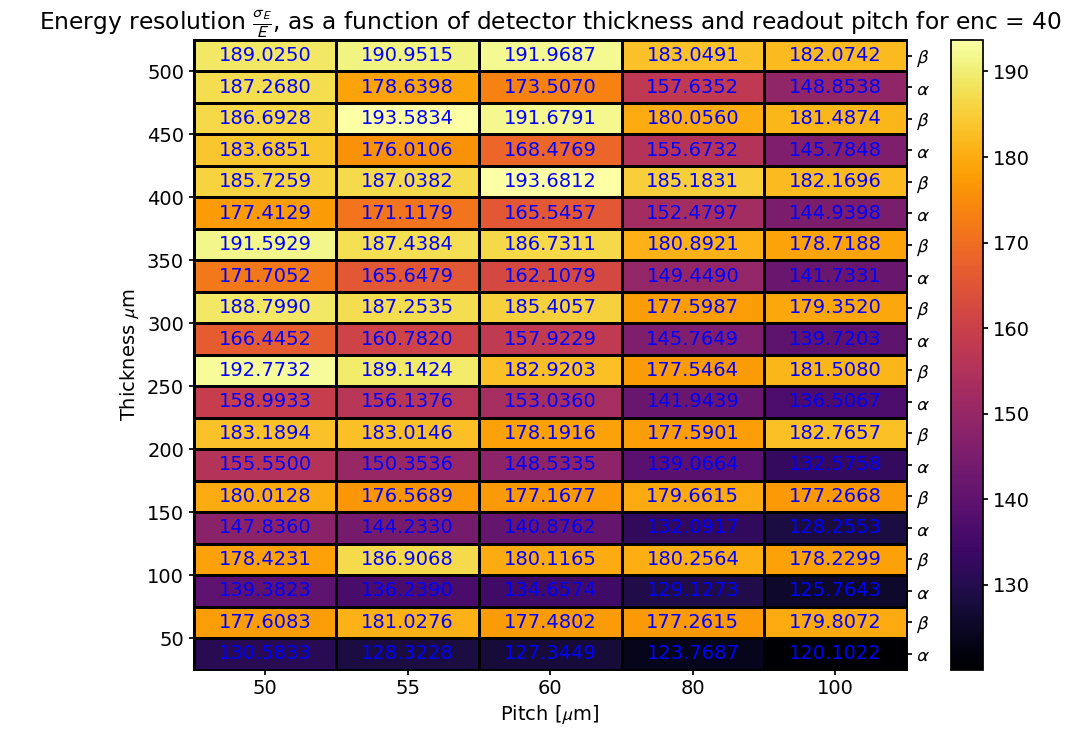 Energy resolution σE/E, as a function of detector thickness and readout pitch for enc = 40
189.0250 190.9515 191.9687 183.0491 182.0742 β
500
187.2680 178.6398 173.5070 157.6352 148.8538 α
186.6928 193.5834 191.6791 180.0560 181.4874 β
450
183.6851 176.0106 168.4769 155.6732 145.7848 α
185.7259 187.0382 193.6812 185.1831 182.1696 β
400
177.4129 171.1179 165.5457 152.4797 144.9398 α
191.5929 187.4384 186.7311 180.8921 178.7188 β
350
171.7052 165.6479 162.1079 149.4490 141.7331 α
188.7990 187.2535 185.4057 177.5987 179.3520 β
300
166.4452 160.7820 157.9229 145.7649 139.7203 α
192.7732 189.1424 182.9203 177.5464 181.5080 β
250
158.9933 156.1376 153.0360 141.9439 136.5067 α
183.1894 183.0146 178.1916 177.5901 182.7657 β
200
155.5500 150.3536 148.5335 139.0664 132.5758 α
180.0128 176.5689 177.1677 179.6615 177.2668 β
150
147.8360 144.2330 140.8762 132.0917 128.2553 α
178.4231 186.9068 180.1165 180.2564 178.2299 β
100
139.3823 136.2390 134.6574 129.1273 125.7643 α
177.6083 181.0276 177.4802 177.2615 179.8072 β
50
130.5833 128.3228 127.3449 123.7687 120.1022 α
50 55 60 80 100
Pitch [μm]
Thickness μm
190
180
170
160
150
140
130